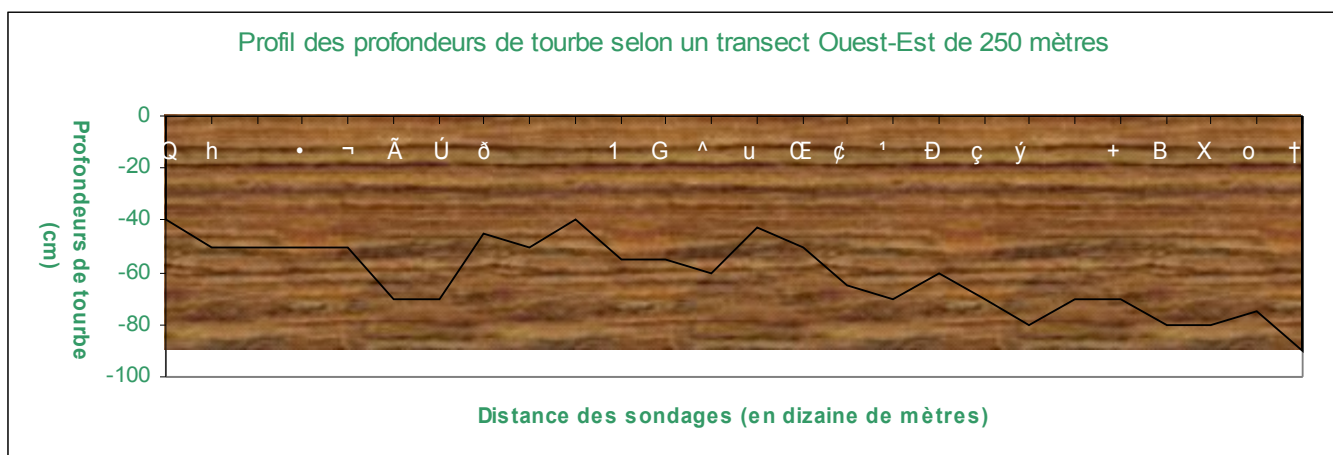 Profil des profondeurs de tourbe selon un transect Ouest-Est de 250 mètres
Profondeurs de tourbe
(cm)
0
-20
-40
-60
-80
-100
Q h • ¬ Ã Ú ð 1 G ^ u Œ ¢ ¹ Ð ç ý + B X o †
Distance des sondages (en dizaine de mètres)